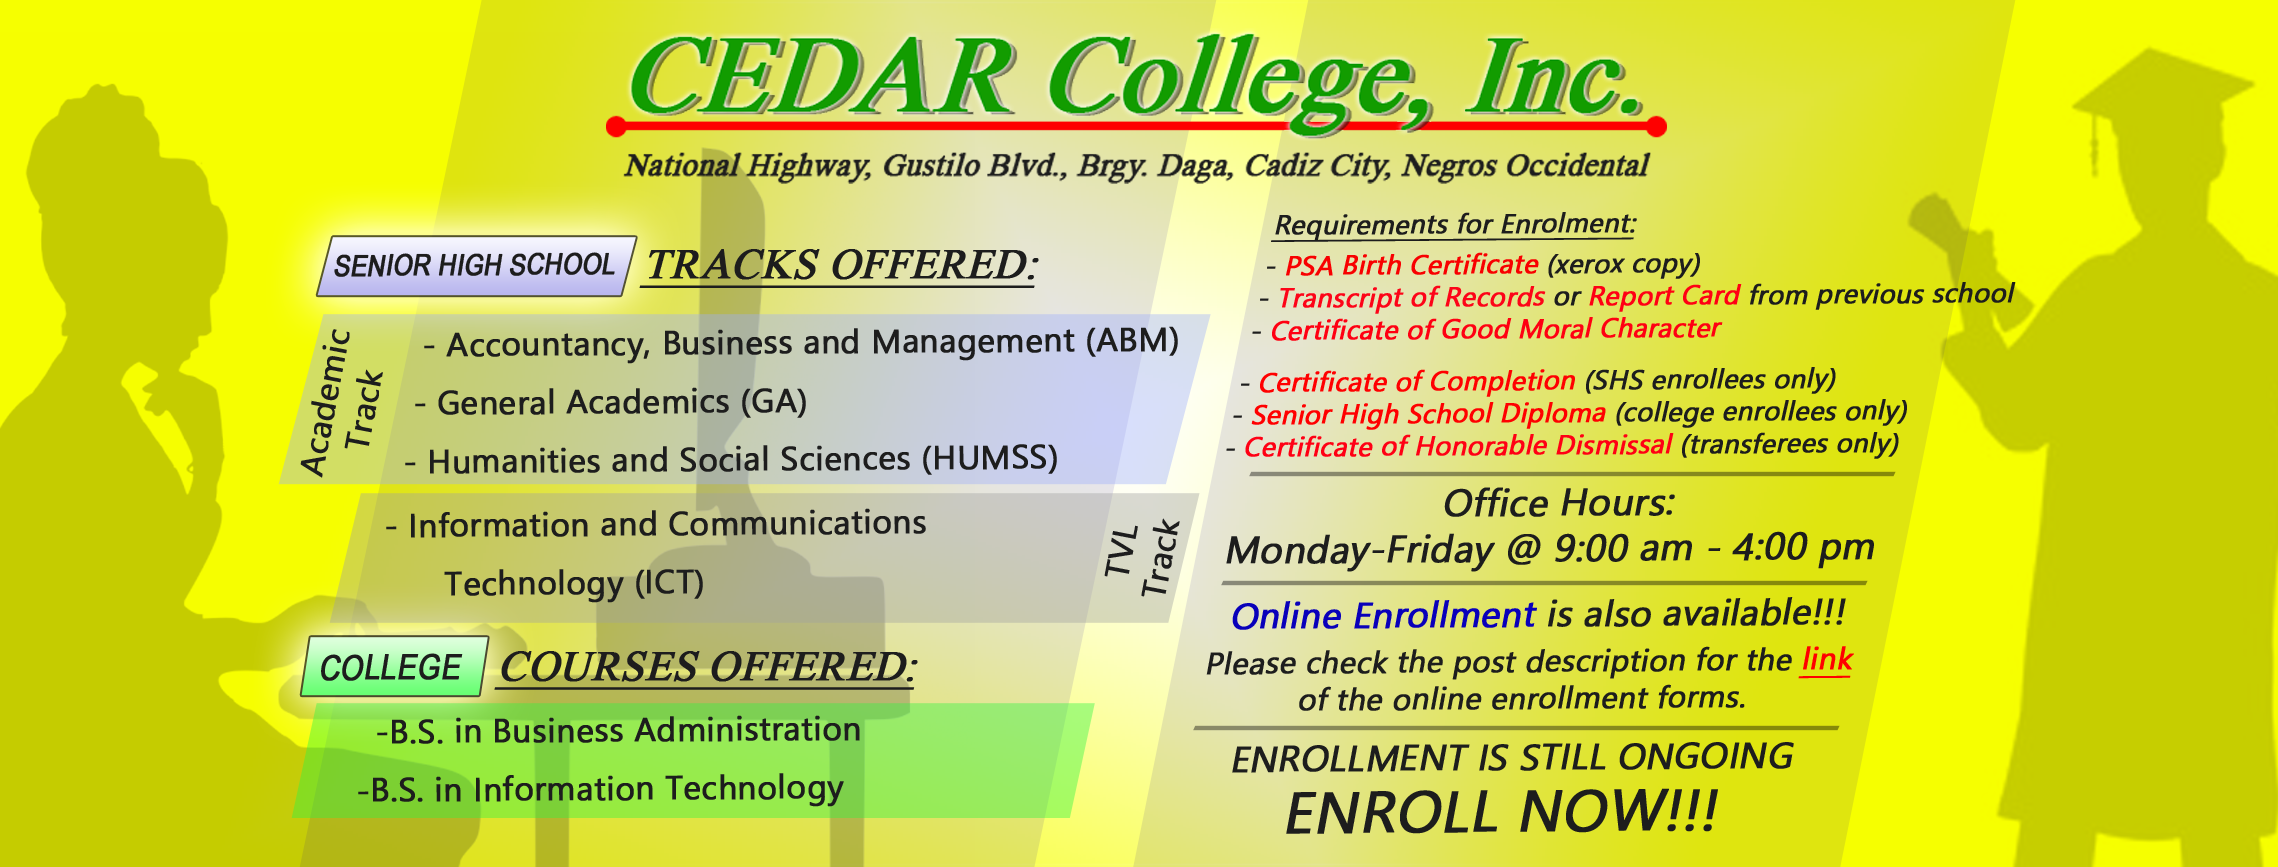 CEDAR College, Inc.
National Highway, Gustilo Blvd., Brgy. Daga, Cadiz City, Negros Occidental
SENIOR HIGH SCHOOL TRACKS OFFERED:
Academic
Track
- Accountancy, Business and Management (ABM)
- General Academics (GA)
- Humanities and Social Sciences (HUMSS)
- Information and Communications
Technology (ICT)
TVL
Track
COLLEGE COURSES OFFERED:
-B.S. in Business Administration
-B.S. in Information Technology
Requirements for Enrolment:
- PSA Birth Certificate (xerox copy)
- Transcript of Records or Report Card from previous school
- Certificate of Good Moral Character
- Certificate of Completion (SHS enrollees only)
- Senior High School Diploma (college enrollees only)
- Certificate of Honorable Dismissal (transferees only)
Office Hours:
Monday-Friday @ 9:00 am - 4:00 pm
Online Enrollment is also available!!!
Please check the post description for the link
of the online enrollment forms.
ENROLLMENT IS STILL ONGOING
ENROLL NOW!!!